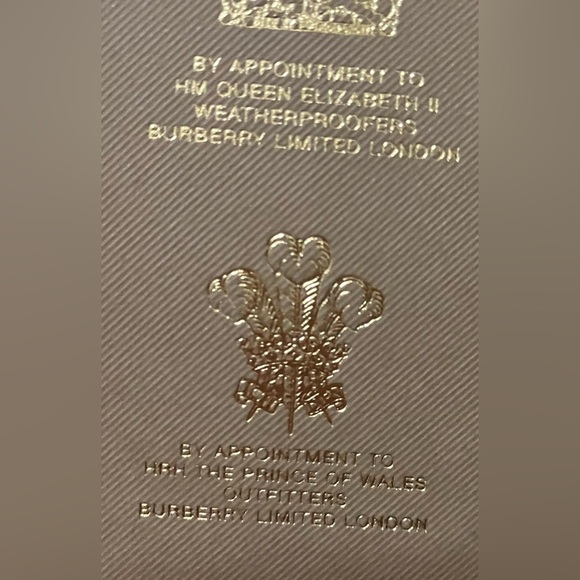 BY APPOINTMENT TO
HM QUEEN ELIZABETH II
WEATHERPROOFERS
BURBERRY LIMITED LONDON
BY APPOINTMENT TO
HRH THE PRINCE OF WALES
OUTFITTERS
BURBERRY LIMITED LONDON